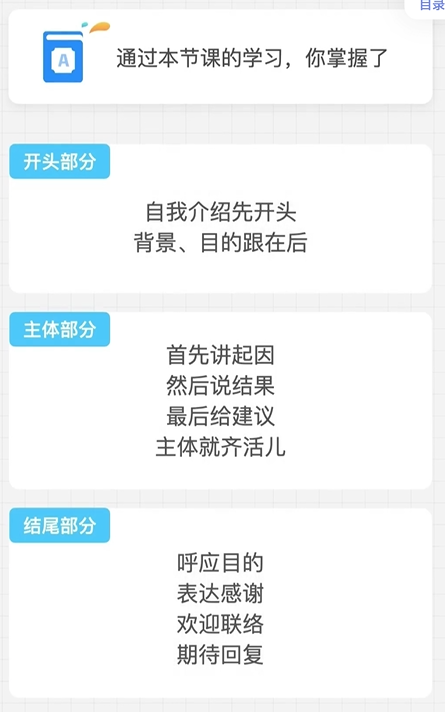 目录
A
通过本节课的学习，你掌握了
开头部分
自我介绍先开头
背景、目的跟在后
主体部分
首先讲起因
然后说结果
最后给建议
主体就齐活儿
结尾部分
呼应目的
表达感谢
欢迎联络
期待回复